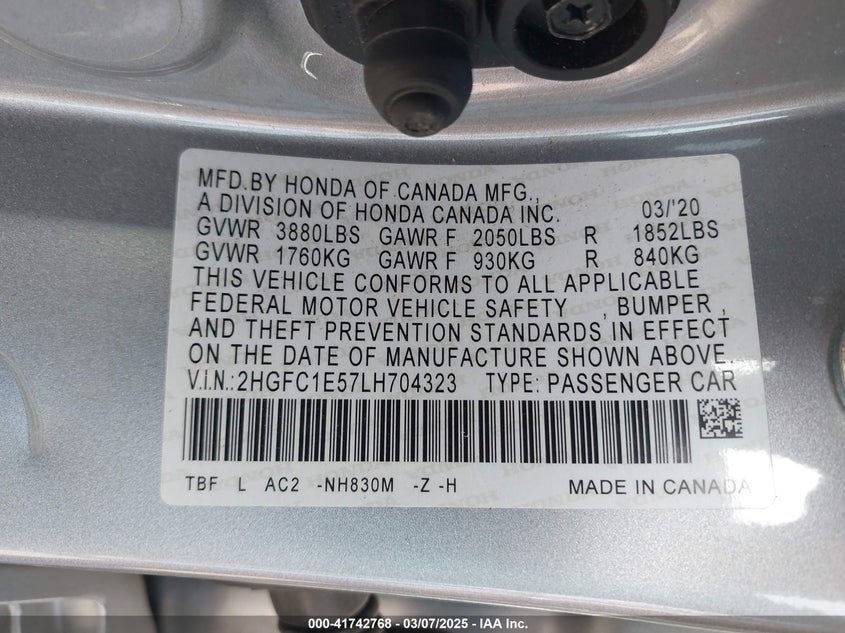 MFD.BY HONDA OF CANADA MFG.,
A DIVISION OF HONDA CANADA INC. 03/'20
GVWR 3880LBS GAWR F 2050LBS R 1852LBS
GVWR 1760KG GAWR F 930KG R 840KG
THIS VEHICLE CONFORMS TO ALL APPLICABLE
FEDERAL MOTOR VEHICLE SAFETY , BUMPER ,
AND THEFT PREVENTION STANDARDS IN EFFECT
ON THE DATE OF MANUFACTURE SHOWN ABOVE.
V.I.N.:2HGFC1E57LH704323 TYPE: PASSENGER CAR
TBF L AC2 -NH830M -Z -H MADE IN CANADA
000-41742768 — 03/07/2025 — IAA Inc.